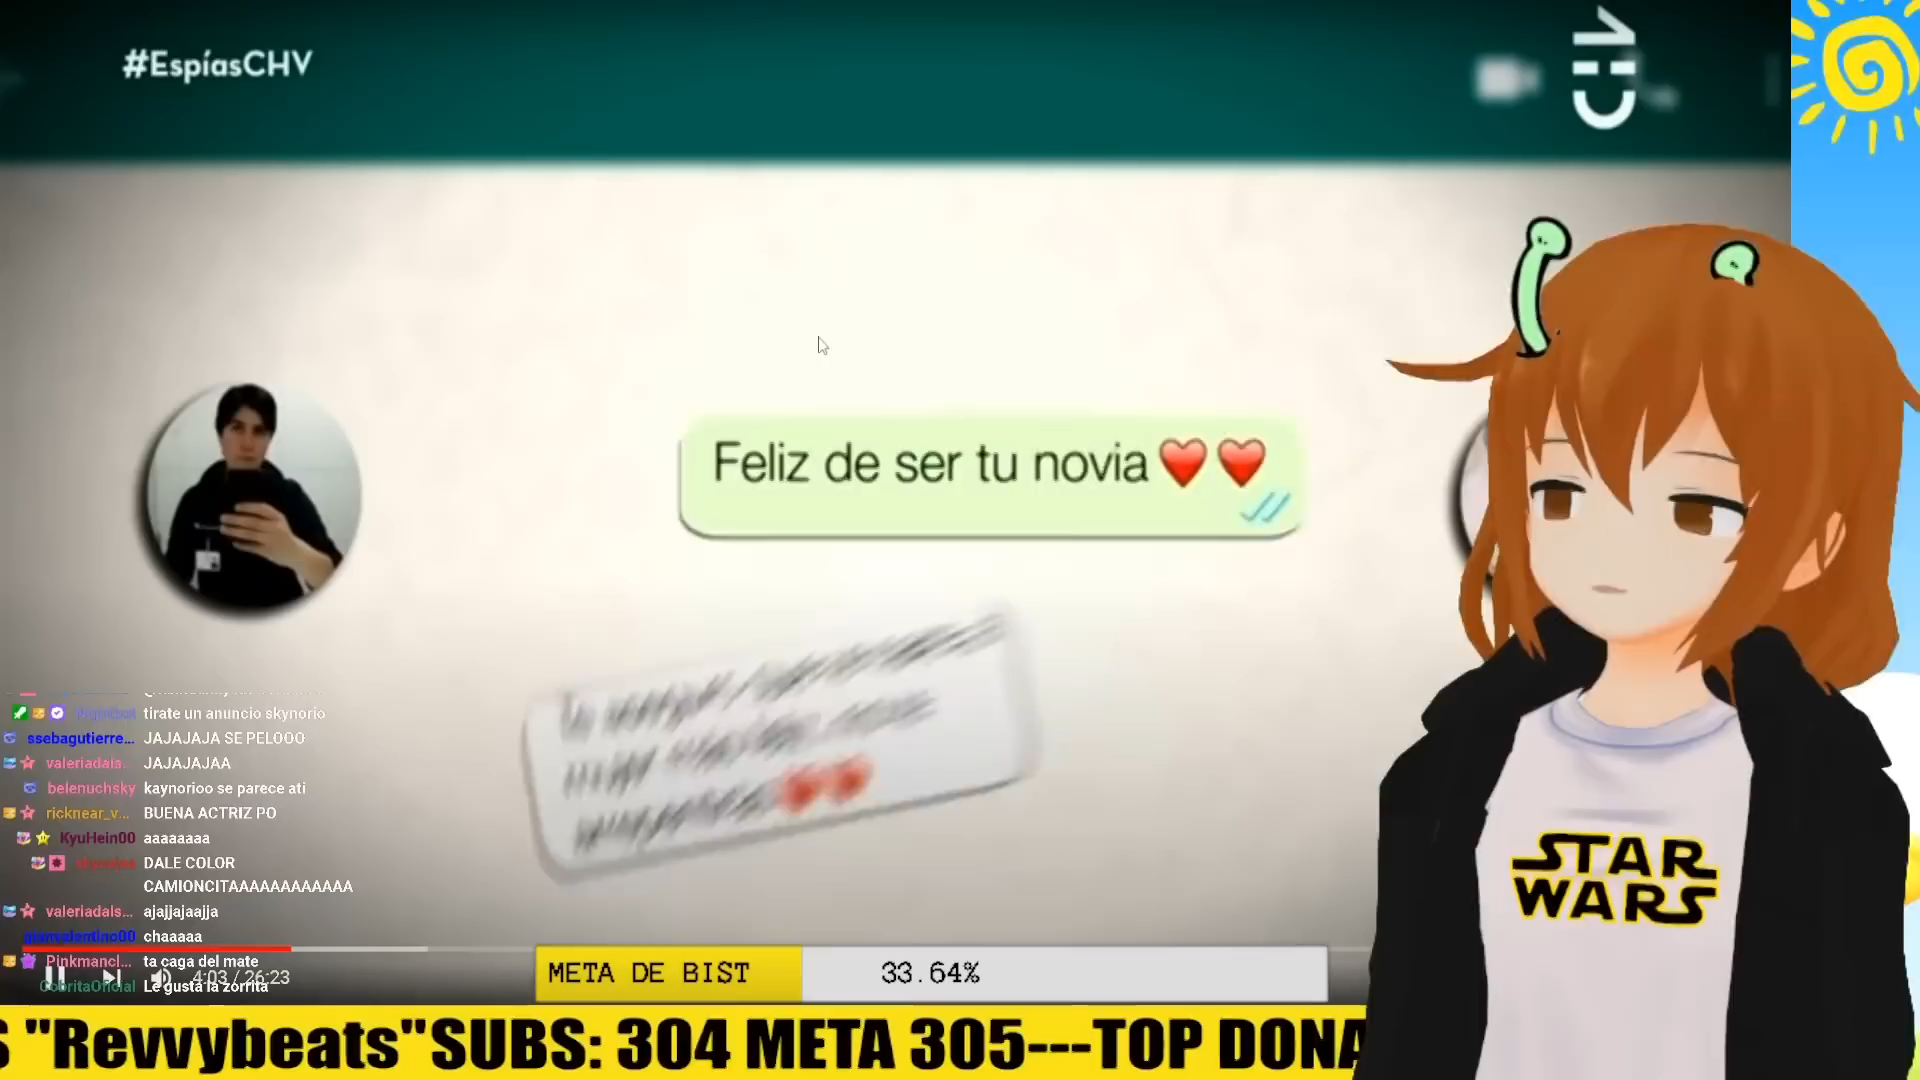 #EspíasCHV
CHV
Feliz de ser tu novia
tirate un anuncio skynorio
ssebagutierre... JAJAJAJA SE PELOOO
valeriadals... JAJAJAJAA
belenuchsky kaynorioo se parece ati
ricknear_v... BUENA ACTRIZ PO
KyuHein00 aaaaaaaa
DALE COLOR
CAMIONCITAAAAAAAAAAAA
valeriadals... ajajjajaajja
gianvalentino00 chaaaaa
Pinkmancl... ta caga del mate
4:03 / 26:23
CobritaOficial Le gusta la zorrita
META DE BIST 33.64%
S "Revvybeats"SUBS: 304 META 305---TOP DONA
STAR
WARS